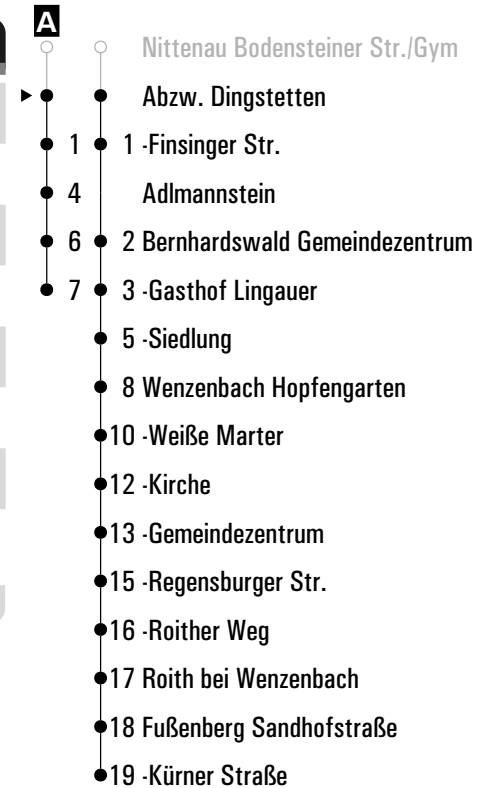 A
Nittenau Bodensteiner Str./Gym
Abzw. Dingstetten
1 1 -Finsinger Str.
4 Adlmannstein
6 2 Bernhardswald Gemeindezentrum
7 3 -Gasthof Lingauer
5 -Siedlung
8 Wenzenbach Hopfengarten
10 -Weiße Marter
12 -Kirche
13 -Gemeindezentrum
15 -Regensburger Str.
16 -Roither Weg
17 Roith bei Wenzenbach
18 Fußenberg Sandhofstraße
19 -Kürner Straße